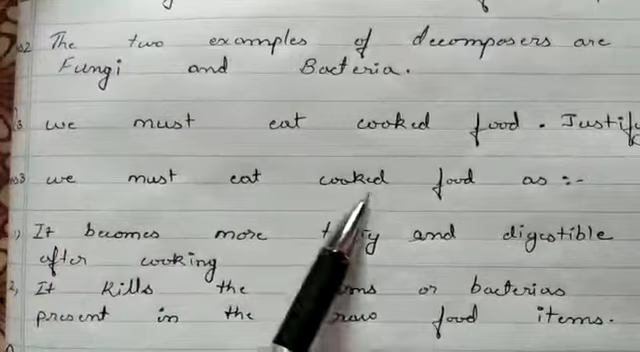 The two examples of decomposers are
Fungi and Bacteria.
we must eat cooked food. Justify
we must eat cooked food as :-
It becomes more and digestible
after cooking
2, It kills the or bacterias
present in the raw food items.